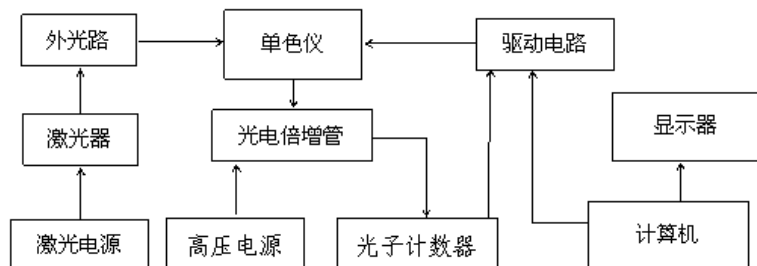 外光路
单色仪
驱动电路
激光器
光电倍增管
显示器
激光电源
高压电源
光子计数器
计算机